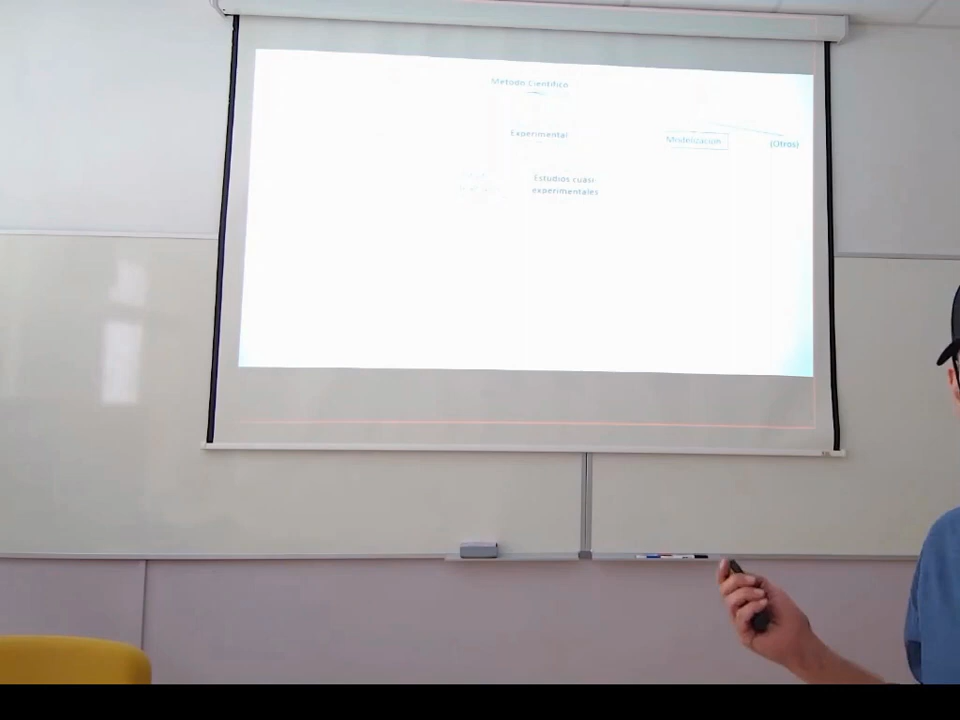 Método Científico
Experimental
Modelización
(Otros)
Estudios cuasi-
experimentales